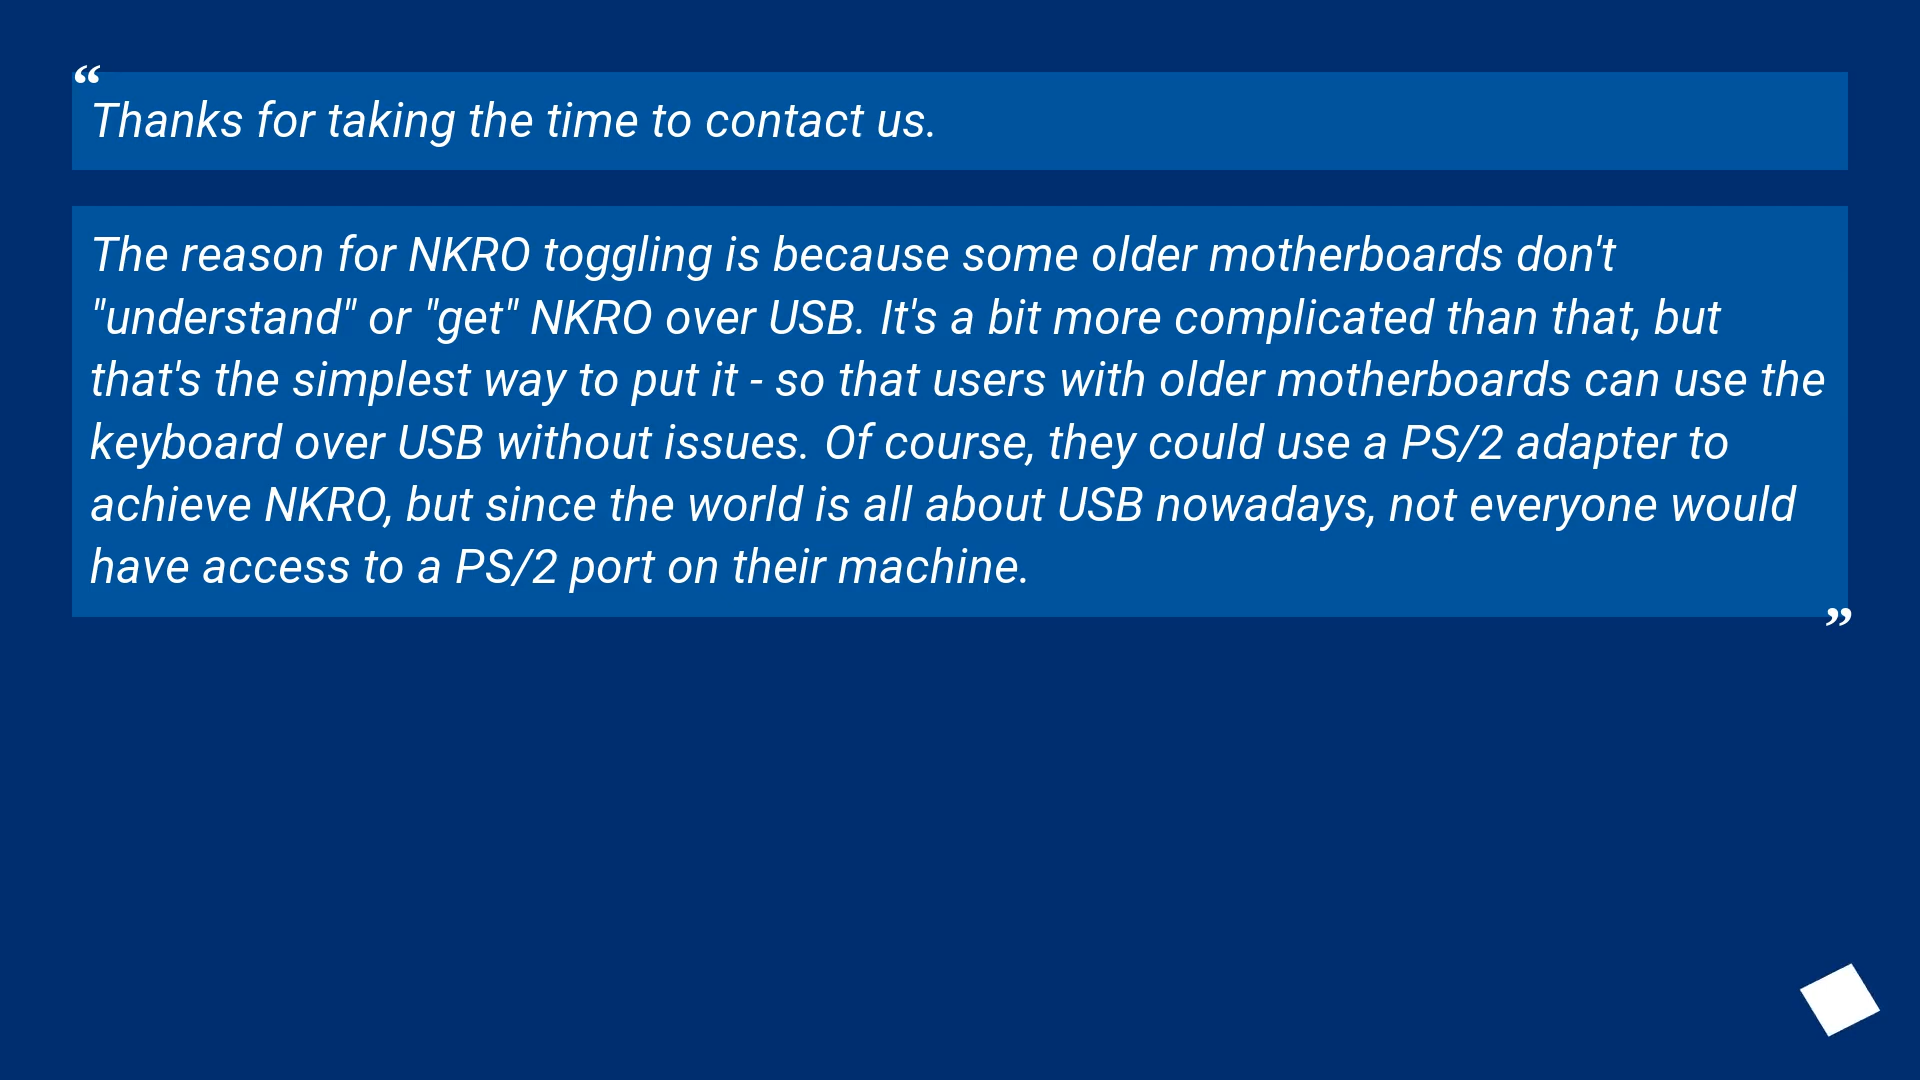 “
Thanks for taking the time to contact us.
The reason for NKRO toggling is because some older motherboards don't
"understand" or "get" NKRO over USB. It's a bit more complicated than that, but
that's the simplest way to put it - so that users with older motherboards can use the
keyboard over USB without issues. Of course, they could use a PS/2 adapter to
achieve NKRO, but since the world is all about USB nowadays, not everyone would
have access to a PS/2 port on their machine.
”